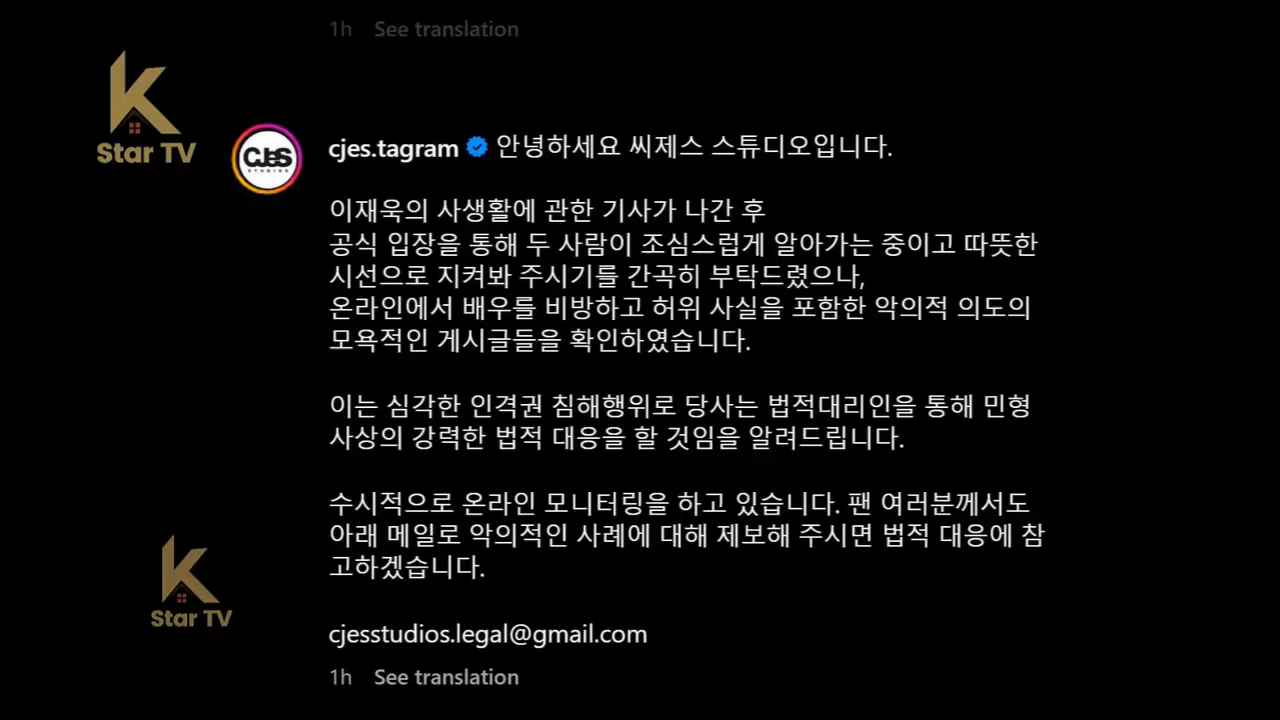 1h See translation
K
Star TV
CJES
STUDIOS
cjes.tagram 안녕하세요 씨제스 스튜디오입니다.
이재욱의 사생활에 관한 기사가 나간 후
공식 입장을 통해 두 사람이 조심스럽게 알아가는 중이고 따뜻한
시선으로 지켜봐 주시기를 간곡히 부탁드렸으나,
온라인에서 배우를 비방하고 허위 사실을 포함한 악의적 의도의
모욕적인 게시글들을 확인하였습니다.
이는 심각한 인격권 침해행위로 당사는 법적대리인을 통해 민형
사상의 강력한 법적 대응을 할 것임을 알려드립니다.
수시적으로 온라인 모니터링을 하고 있습니다. 팬 여러분께서도
아래 메일로 악의적인 사례에 대해 제보해 주시면 법적 대응에 참
고하겠습니다.
K
Star TV
cjesstudios.legal@gmail.com
1h See translation